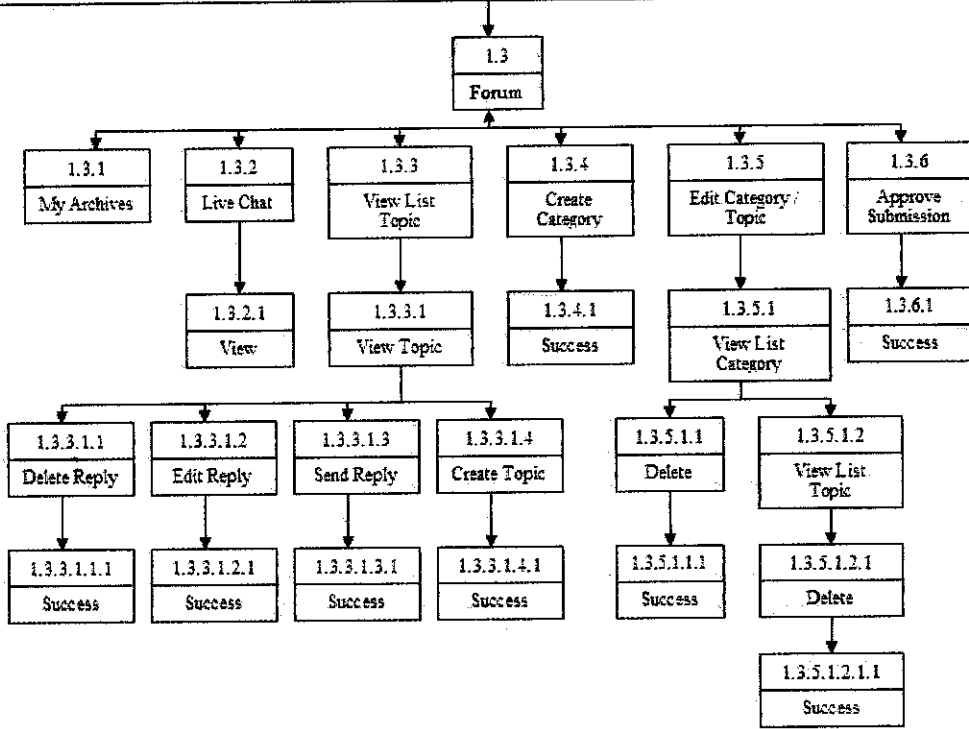 1.3
Forum
1.3.1
My Archives
1.3.2
Live Chat
1.3.3
View List
Topic
1.3.4
Create
Category
1.3.5
Edit Category /
Topic
1.3.6
Approve
Submission
1.3.2.1
View
1.3.3.1
View Topic
1.3.4.1
Success
1.3.5.1
View List
Category
1.3.6.1
Success
1.3.3.1.1
Delete Reply
1.3.3.1.2
Edit Reply
1.3.3.1.3
Send Reply
1.3.3.1.4
Create Topic
1.3.5.1.1
Delete
1.3.5.1.2
View List
Topic
1.3.3.1.1.1
Success
1.3.3.1.2.1
Success
1.3.3.1.3.1
Success
1.3.3.1.4.1
Success
1.3.5.1.1.1
Success
1.3.5.1.2.1
Delete
1.3.5.1.2.1.1
Success